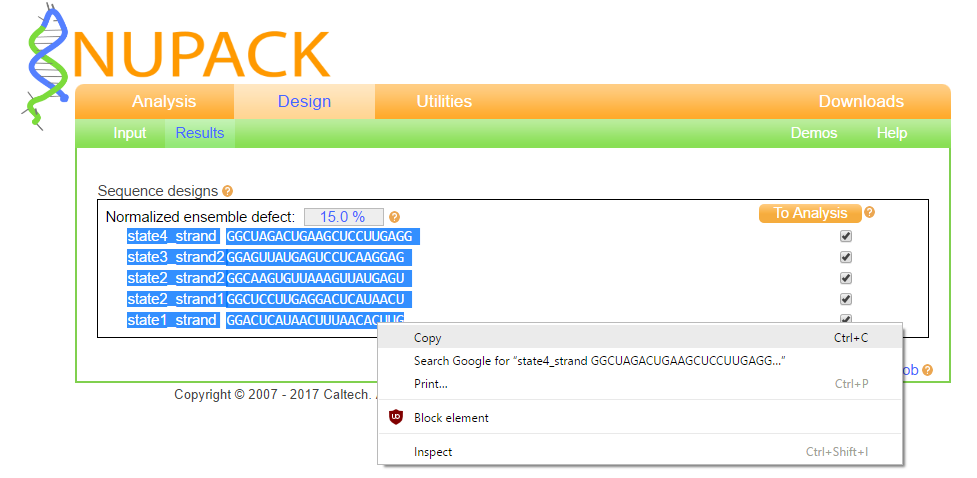 NUPACK
Analysis Design Utilities Downloads
Input Results Demos Help
Sequence designs ?
Normalized ensemble defect: 15.0 % ? To Analysis ?
state4_strand GGCUAGACUGAAGCUCCUUGAGG
state3_strand2 GGAGUUAUGAGUCCUCAAGGAG
state2_strand2 GGCAAGUGUUAAAGUUAUGAGU
state2_strand1 GGCUCCUUGAGGACUCAUAACU
state1_strand GGACUCAUAACUUUAACACUUG
Copy Ctrl+C
Search Google for “state4_strand GGCUAGACUGAAGCUCCUUGAGG...”
ob ?
Print... Ctrl+P
Copyright © 2007 - 2017 Caltech.
Block element
Inspect Ctrl+Shift+I